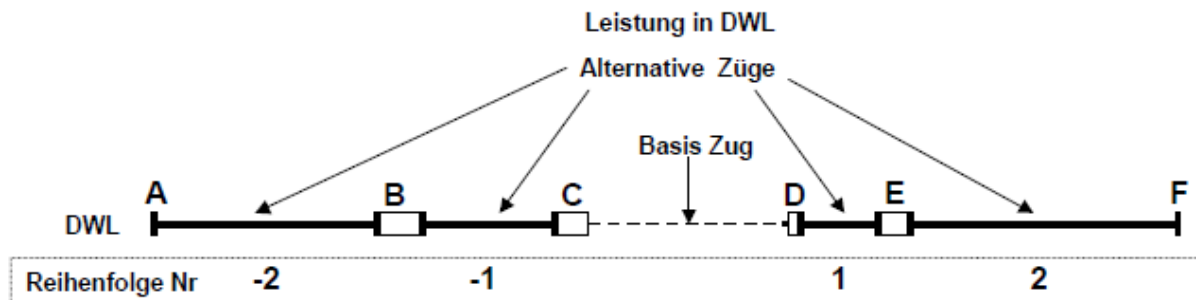 Leistung in DWL
Alternative Züge
Basis Zug
A B C D E F
DWL
Reihenfolge Nr -2 -1 1 2